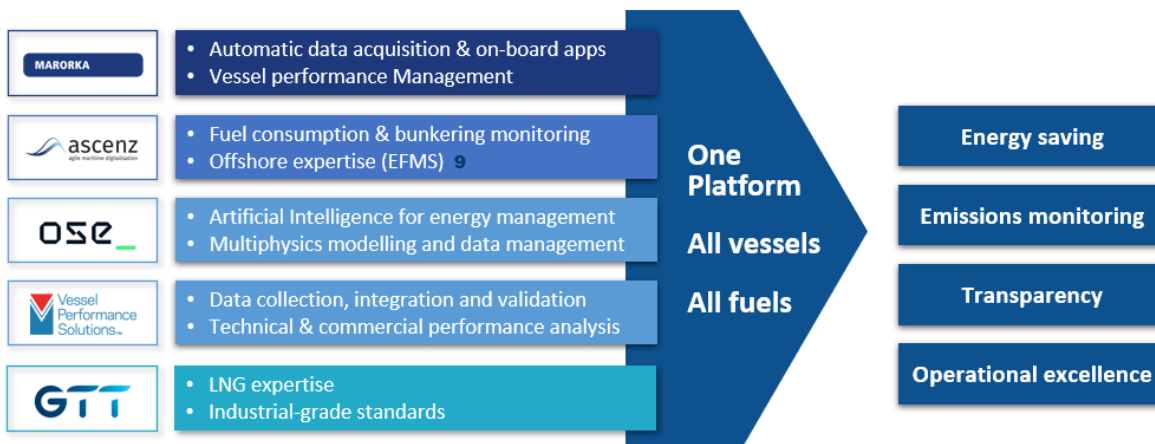 MARORKA
• Automatic data acquisition & on-board apps
• Vessel performance Management
ascenz
agile maritime digitalisation
• Fuel consumption & bunkering monitoring
• Offshore expertise (EFMS) 9
ose_
• Artificial Intelligence for energy management
• Multiphysics modelling and data management
Vessel
Performance
Solutions™
• Data collection, integration and validation
• Technical & commercial performance analysis
GTT
• LNG expertise
• Industrial-grade standards
One
Platform
All vessels
All fuels
Energy saving
Emissions monitoring
Transparency
Operational excellence